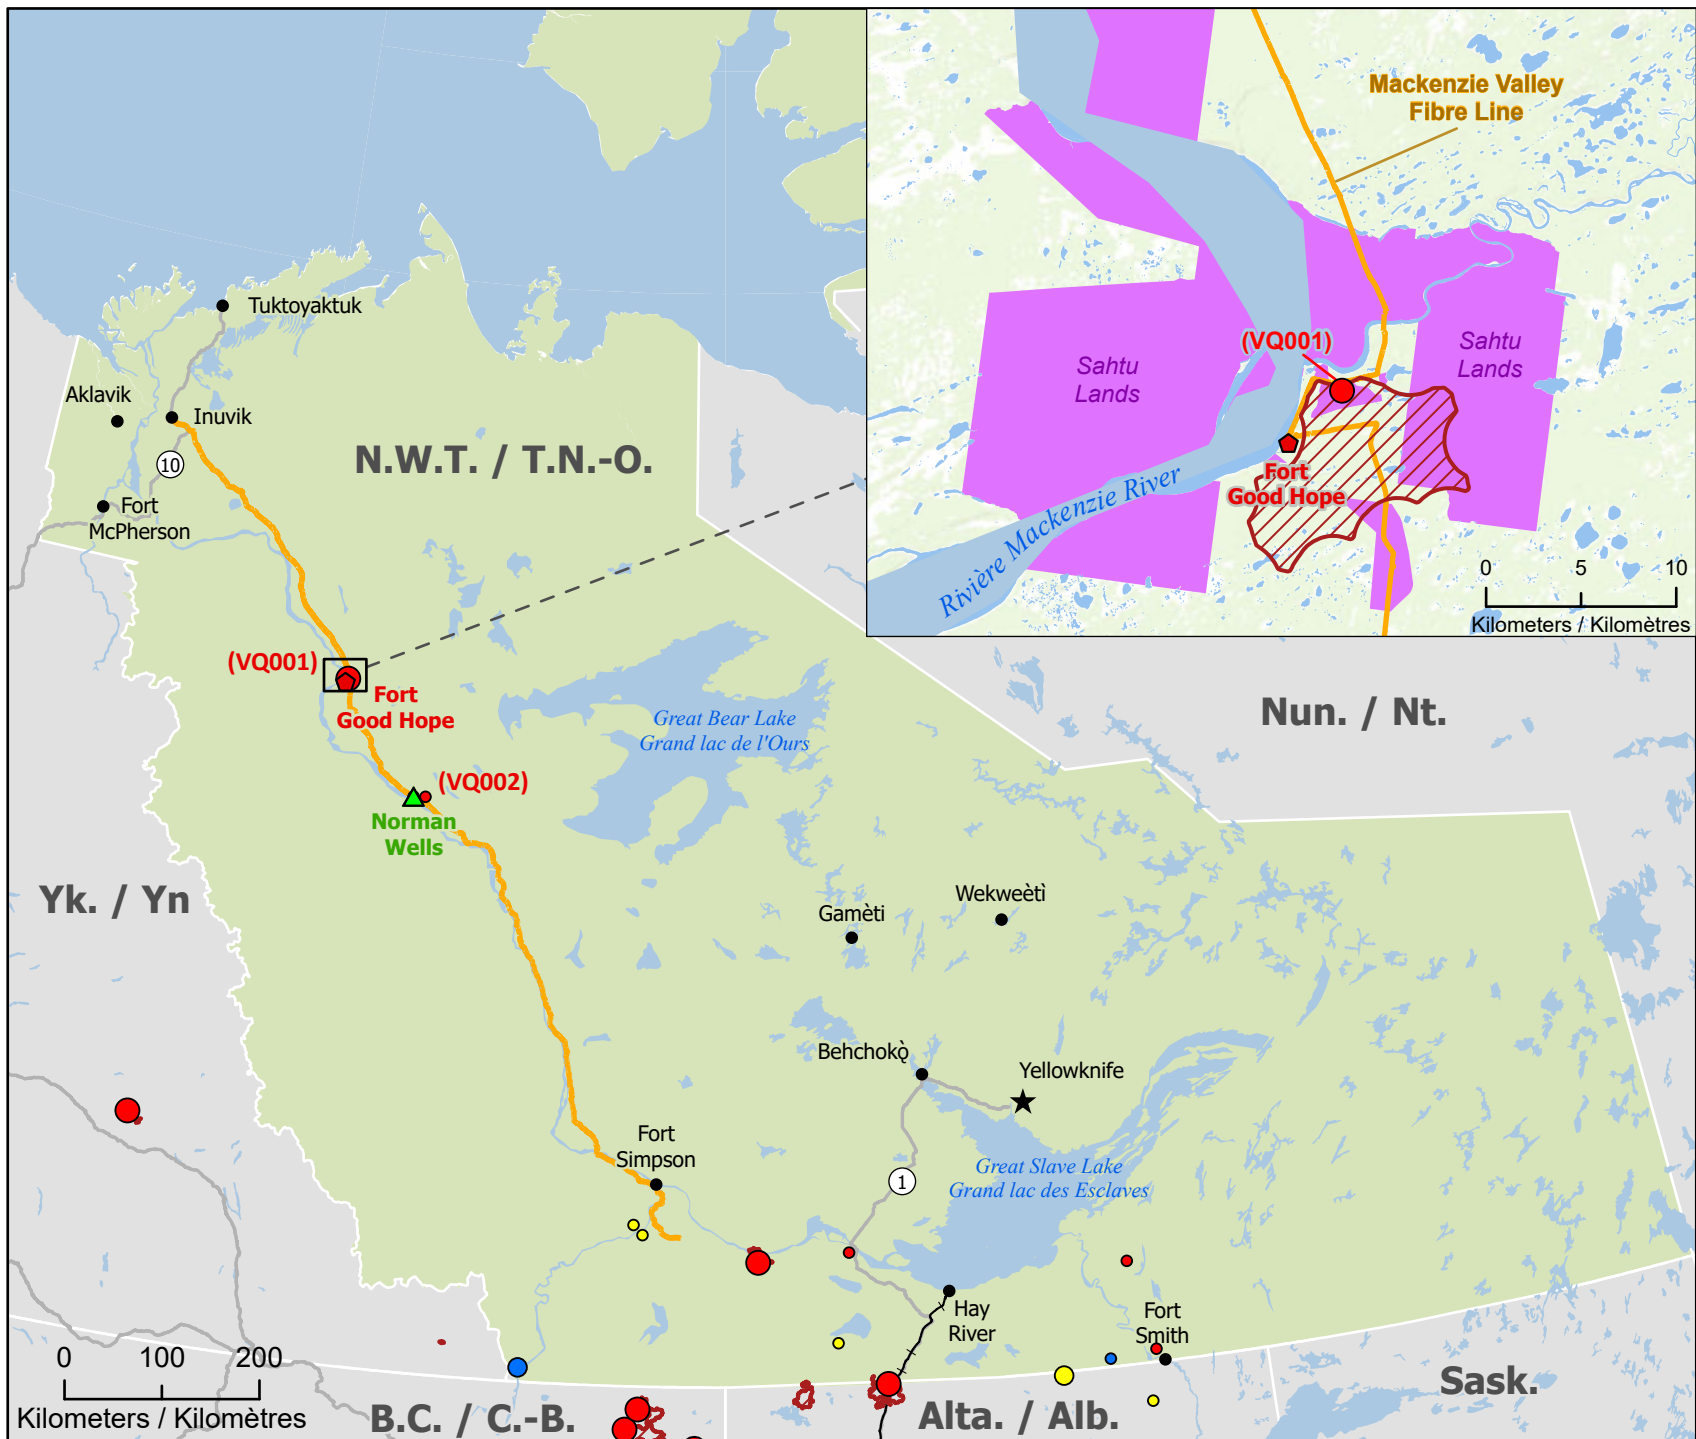 Mackenzie Valley
Fibre Line
(VQ001)
Sahtu
Lands
Sahtu
Lands
Fort
Good Hope
Rivière Mackenzie River
0 5 10
Kilometers / Kilomètres
Tuktoyaktuk
Aklavik
Inuvik
10
Fort
McPherson
N.W.T. / T.N.-O.
(VQ001)
Fort
Good Hope
Great Bear Lake
Grand lac de l'Ours
Nun. / Nt.
(VQ002)
Norman
Wells
Yk. / Yn
Gamètì
Wekweètì
Behchokǫ̀
Yellowknife
Fort
Simpson
1
Great Slave Lake
Grand lac des Esclaves
Hay
River
Fort
Smith
0 100 200
Kilometers / Kilomètres
B.C. / C.-B.
Alta. / Alb.
Sask.